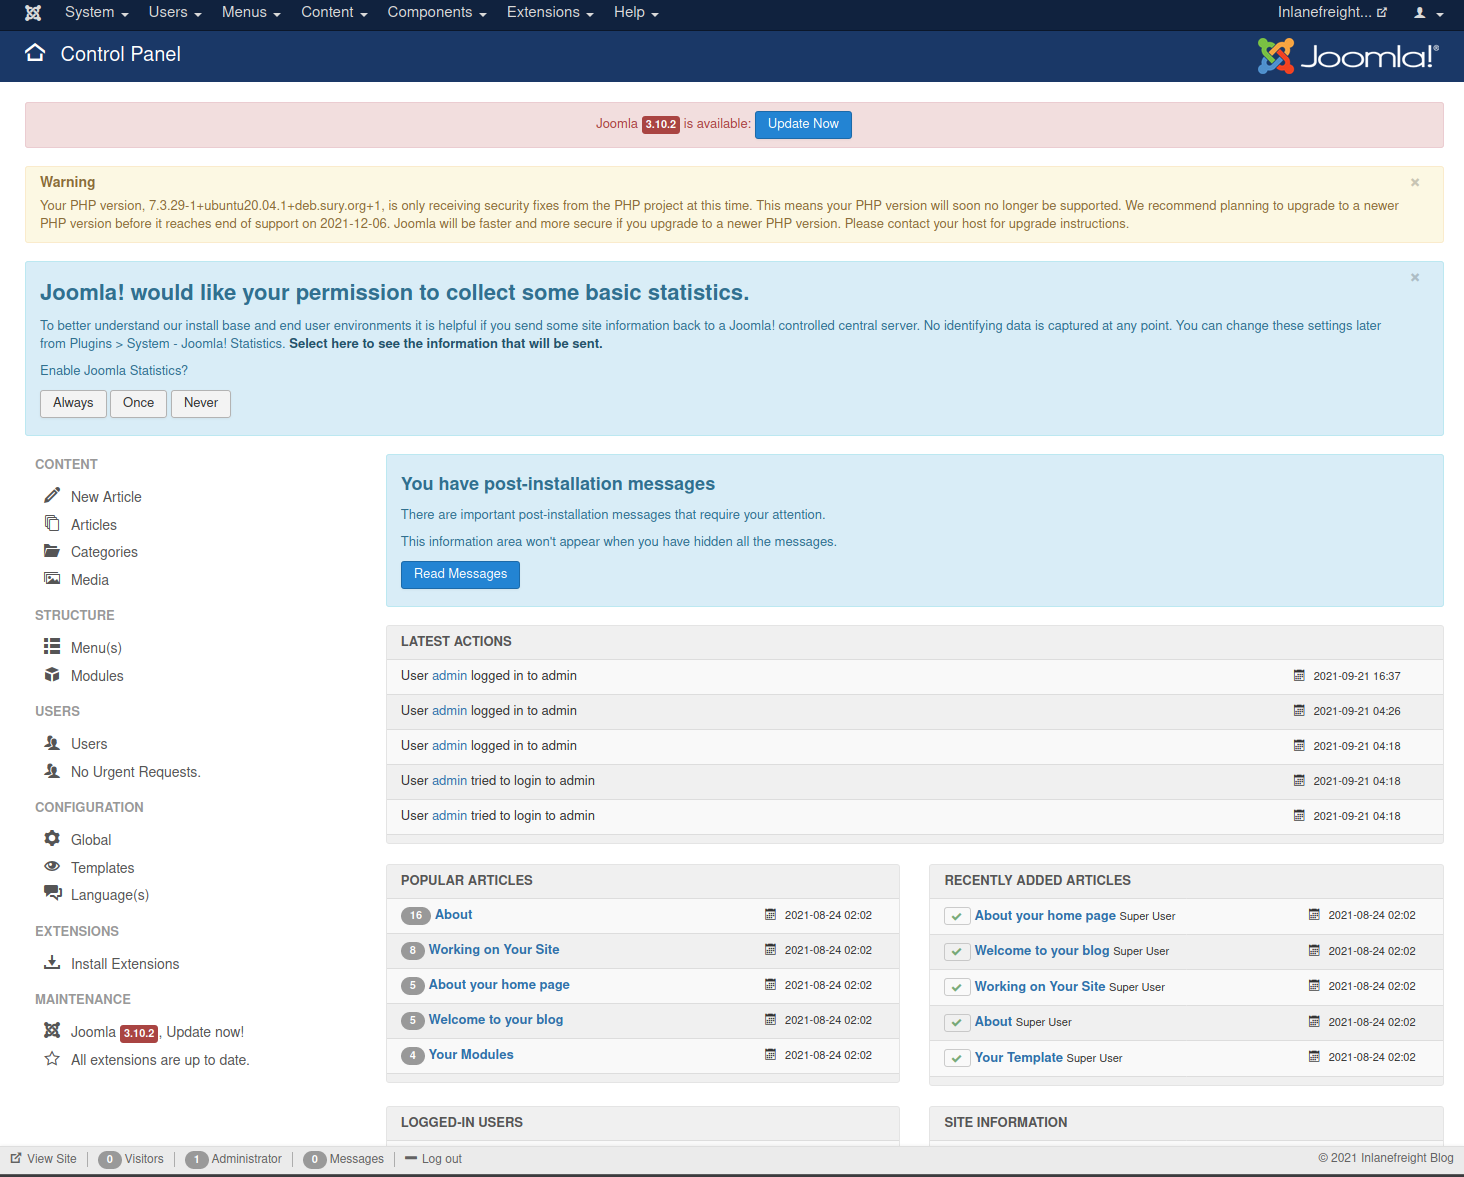 System Users Menus Content Components Extensions Help Inlanefreight...
Control Panel Joomla!®
Joomla 3.10.2 is available: Update Now
Warning
Your PHP version, 7.3.29-1+ubuntu20.04.1+deb.sury.org+1, is only receiving security fixes from the PHP project at this time. This means your PHP version will soon no longer be supported. We recommend planning to upgrade to a newer
PHP version before it reaches end of support on 2021-12-06. Joomla will be faster and more secure if you upgrade to a newer PHP version. Please contact your host for upgrade instructions.
Joomla! would like your permission to collect some basic statistics.
To better understand our install base and end user environments it is helpful if you send some site information back to a Joomla! controlled central server. No identifying data is captured at any point. You can change these settings later
from Plugins > System - Joomla! Statistics. Select here to see the information that will be sent.
Enable Joomla Statistics?
Always Once Never
CONTENT
New Article
Articles
Categories
Media
STRUCTURE
Menu(s)
Modules
USERS
Users
No Urgent Requests.
CONFIGURATION
Global
Templates
Language(s)
EXTENSIONS
Install Extensions
MAINTENANCE
Joomla 3.10.2, Update now!
All extensions are up to date.
You have post-installation messages
There are important post-installation messages that require your attention.
This information area won't appear when you have hidden all the messages.
Read Messages
LATEST ACTIONS
User admin logged in to admin 2021-09-21 16:37
User admin logged in to admin 2021-09-21 04:26
User admin logged in to admin 2021-09-21 04:18
User admin tried to login to admin 2021-09-21 04:18
User admin tried to login to admin 2021-09-21 04:18
POPULAR ARTICLES
16 About 2021-08-24 02:02
8 Working on Your Site 2021-08-24 02:02
5 About your home page 2021-08-24 02:02
5 Welcome to your blog 2021-08-24 02:02
4 Your Modules 2021-08-24 02:02
RECENTLY ADDED ARTICLES
About your home page Super User 2021-08-24 02:02
Welcome to your blog Super User 2021-08-24 02:02
Working on Your Site Super User 2021-08-24 02:02
About Super User 2021-08-24 02:02
Your Template Super User 2021-08-24 02:02
LOGGED-IN USERS
SITE INFORMATION
View Site 0 Visitors 1 Administrator 0 Messages Log out © 2021 Inlanefreight Blog